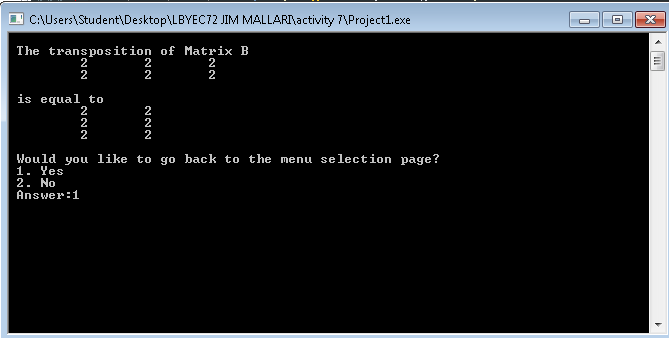 C:\Users\Student\Desktop\LBYEC72 JIM MALLARI\activity 7\Project1.exe
The transposition of Matrix B
2 2 2
2 2 2
is equal to
2 2
2 2
2 2
Would you like to go back to the menu selection page?
1. Yes
2. No
Answer:1